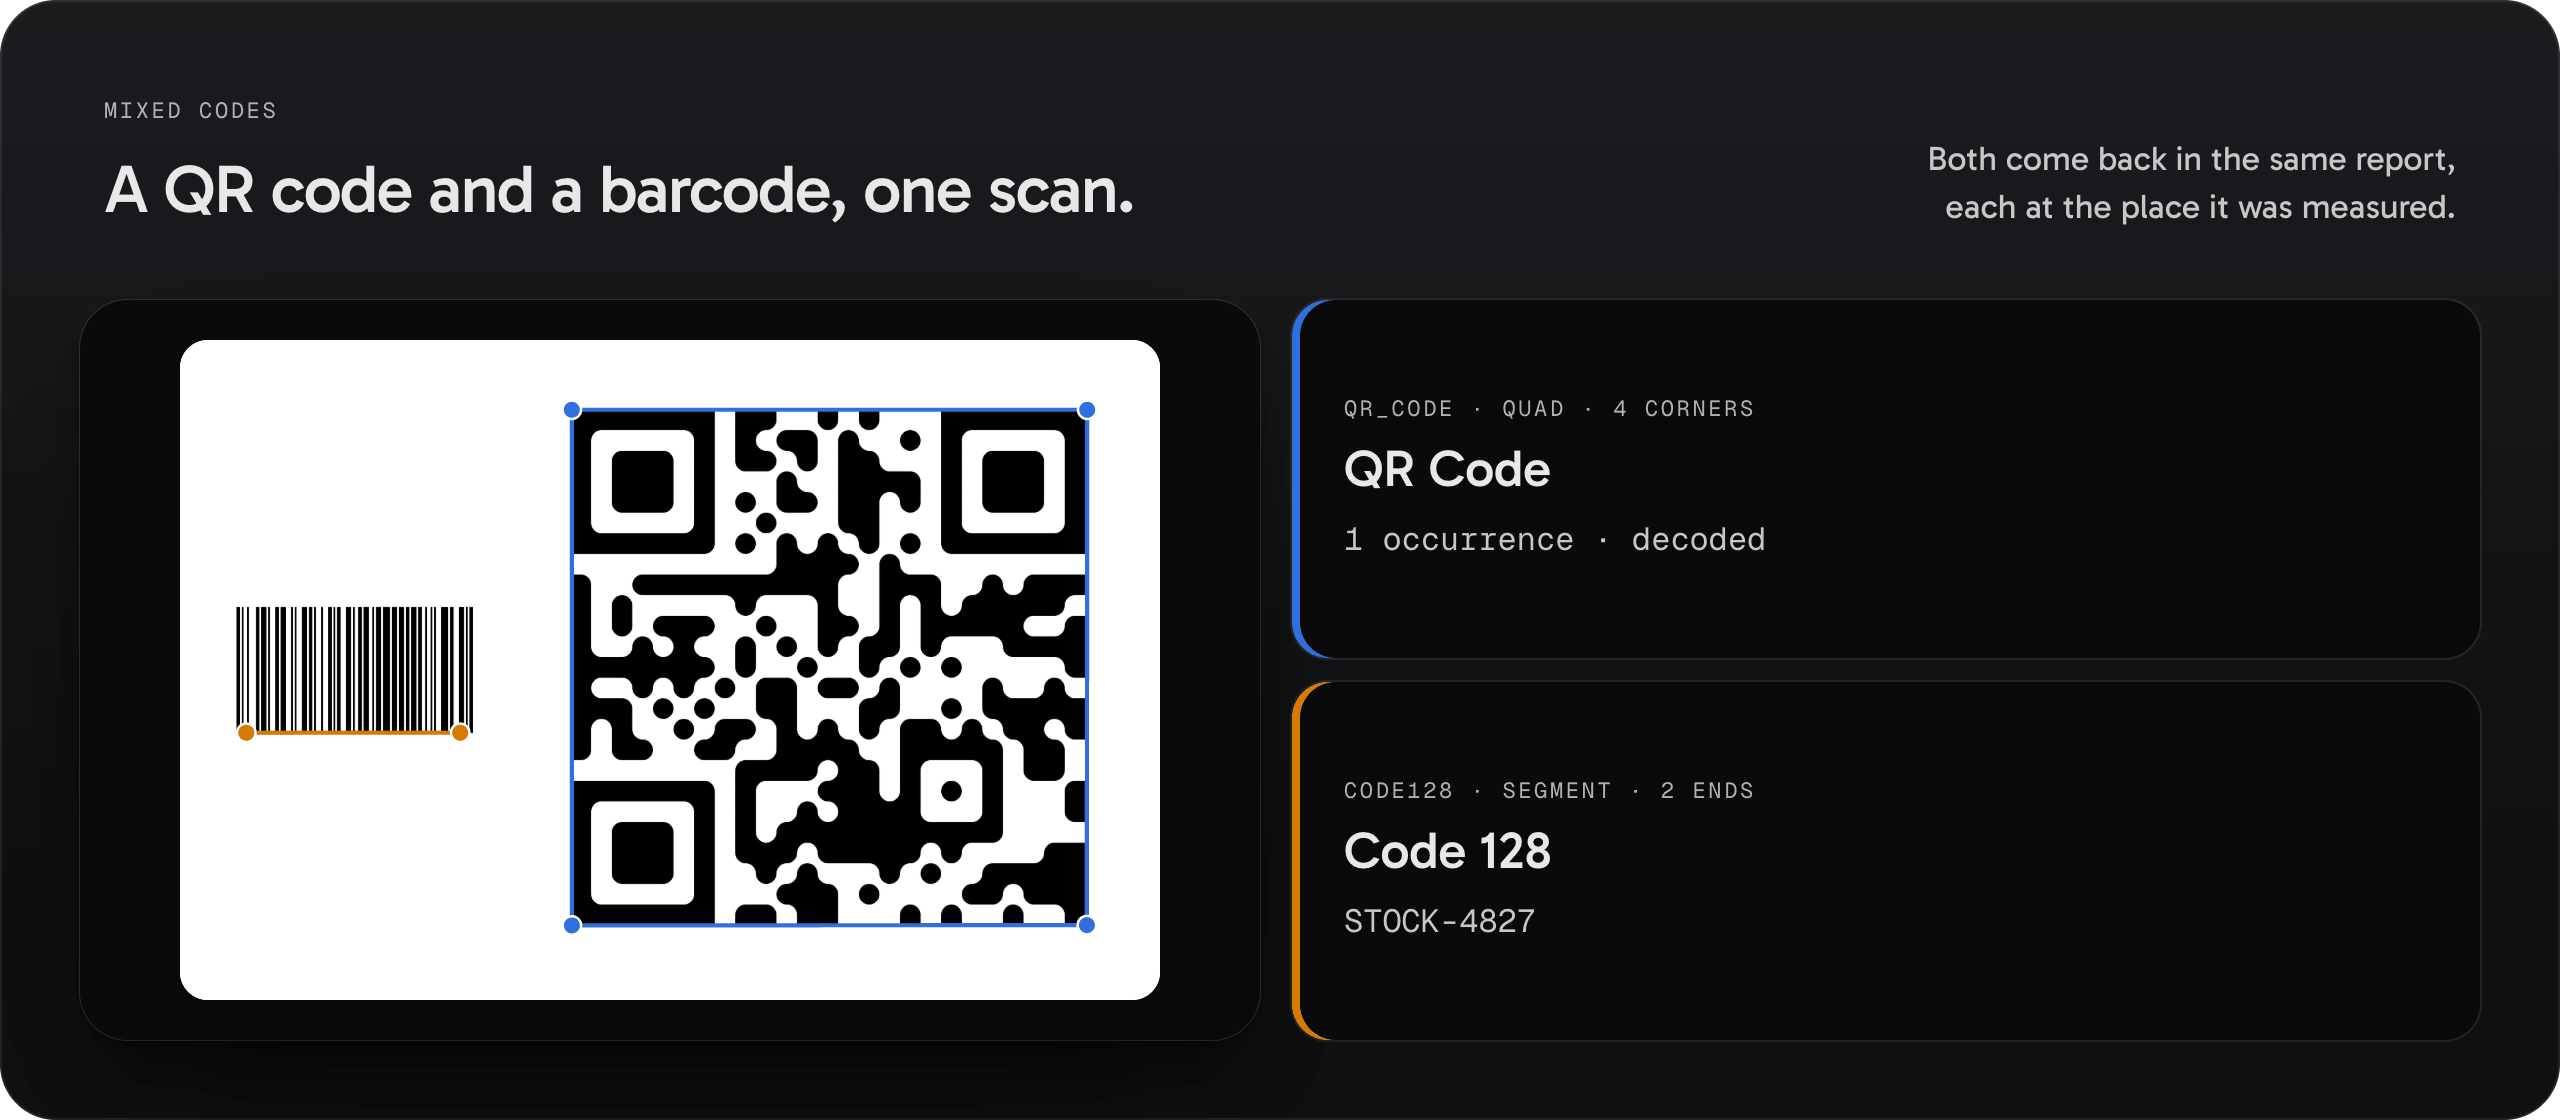 MIXED CODES
A QR code and a barcode, one scan.
Both come back in the same report,
each at the place it was measured.
QR_CODE · QUAD · 4 CORNERS
QR Code
1 occurrence · decoded
CODE128 · SEGMENT · 2 ENDS
Code 128
STOCK-4827